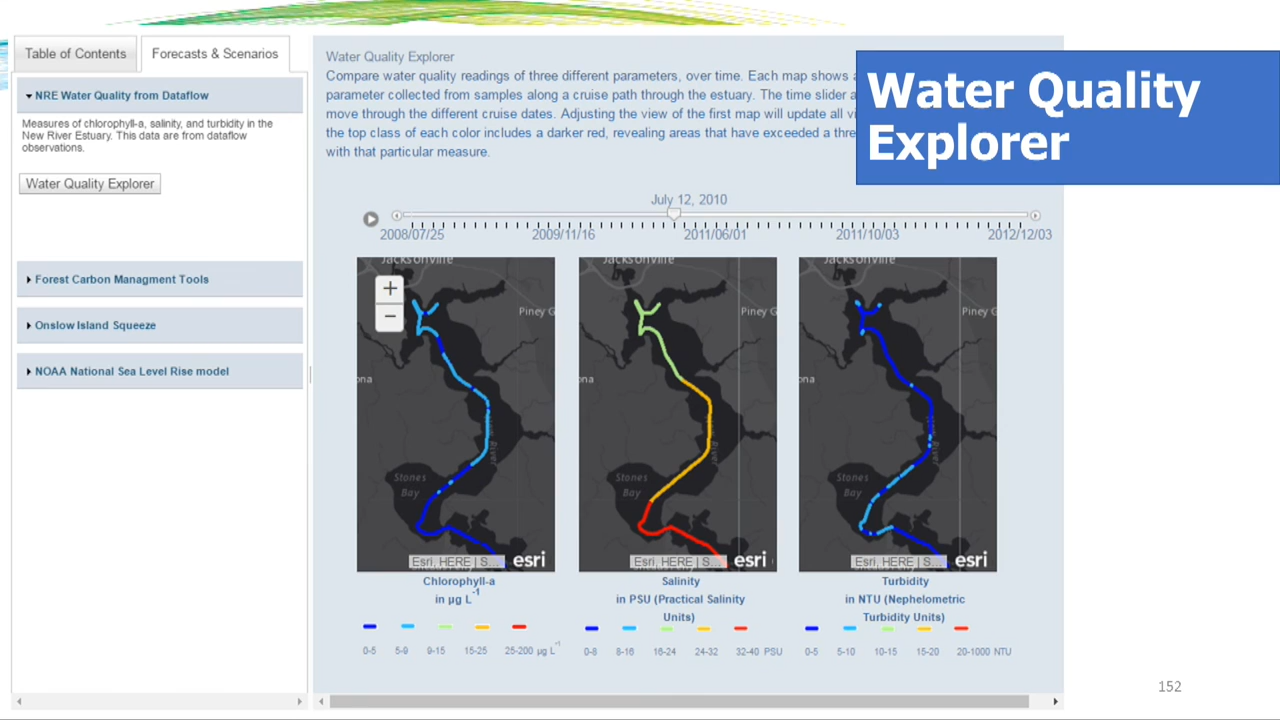 Table of Contents
Forecasts & Scenarios
NRE Water Quality from Dataflow
Measures of chlorophyll-a, salinity, and turbidity in the
New River Estuary. This data are from dataflow
observations.
Water Quality Explorer
Forest Carbon Managment Tools
Onslow Island Squeeze
NOAA National Sea Level Rise model
Water Quality Explorer
Compare water quality readings of three different parameters, over time. Each map shows a
parameter collected from samples along a cruise path through the estuary. The time slider a
move through the different cruise dates. Adjusting the view of the first map will update all vi
the top class of each color includes a darker red, revealing areas that have exceeded a thre
with that particular measure.
Water Quality
Explorer
July 12, 2010
2008/07/25 2009/11/16 2011/06/01 2011/10/03 2012/12/03
Jacksonville
+
−
Piney G
ona
River
Stones
Bay
Esri, HERE | S...
esri
Jacksonville
Piney G
ona
River
Stones
Bay
Esri, HERE | S...
esri
Jacksonville
Piney G
ona
River
Stones
Bay
Esri, HERE | S...
esri
Chlorophyll-a
in µg L-1
0-5 5-9 9-15 15-25 25-200 µg L-1
Salinity
in PSU (Practical Salinity
Units)
0-8 8-16 16-24 24-32 32-40 PSU
Turbidity
in NTU (Nephelometric
Turbidity Units)
0-5 5-10 10-15 15-20 20-1000 NTU
152